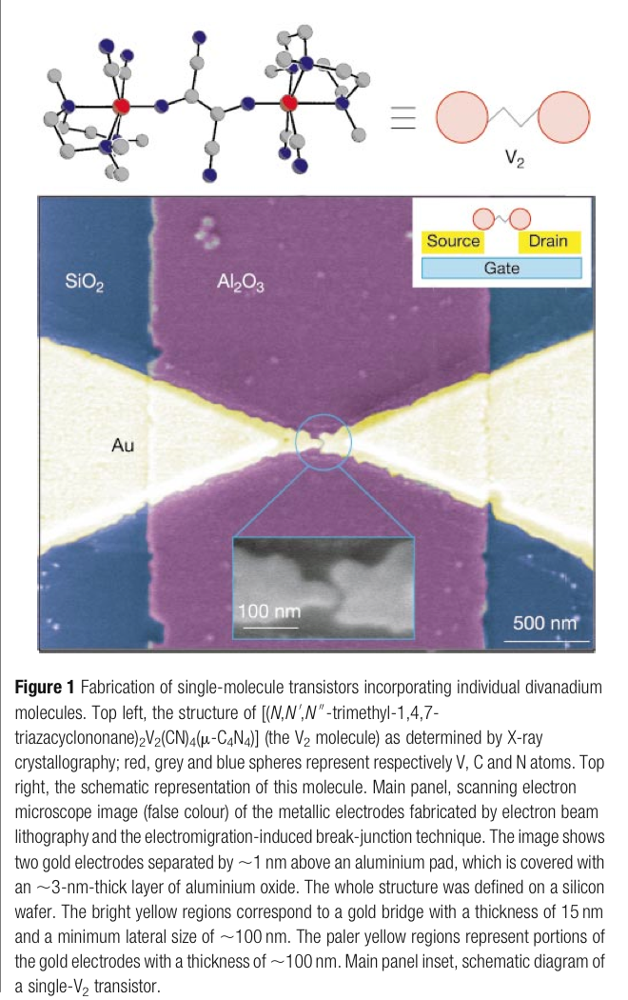 V₂
Source
Drain
Gate
SiO₂
Al₂O₃
Au
100 nm
500 nm
Figure 1 Fabrication of single-molecule transistors incorporating individual divanadium
molecules. Top left, the structure of [(N,N′,N″-trimethyl-1,4,7-
triazacyclononane)₂V₂(CN)₄(μ-C₄N₄)] (the V₂ molecule) as determined by X-ray
crystallography; red, grey and blue spheres represent respectively V, C and N atoms. Top
right, the schematic representation of this molecule. Main panel, scanning electron
microscope image (false colour) of the metallic electrodes fabricated by electron beam
lithography and the electromigration-induced break-junction technique. The image shows
two gold electrodes separated by ~1 nm above an aluminium pad, which is covered with
an ~3-nm-thick layer of aluminium oxide. The whole structure was defined on a silicon
wafer. The bright yellow regions correspond to a gold bridge with a thickness of 15 nm
and a minimum lateral size of ~100 nm. The paler yellow regions represent portions of
the gold electrodes with a thickness of ~100 nm. Main panel inset, schematic diagram of
a single-V₂ transistor.